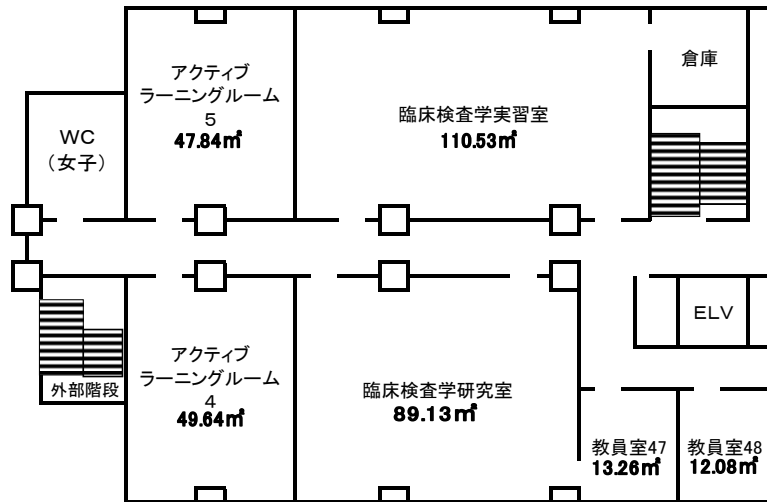 アクティブ
ラーニングルーム
5
47.84㎡
臨床検査学実習室
110.53㎡
倉庫
WC
（女子）
ELV
アクティブ
ラーニングルーム
4
49.64㎡
臨床検査学研究室
89.13㎡
外部階段
教員室47
13.26㎡
教員室48
12.08㎡